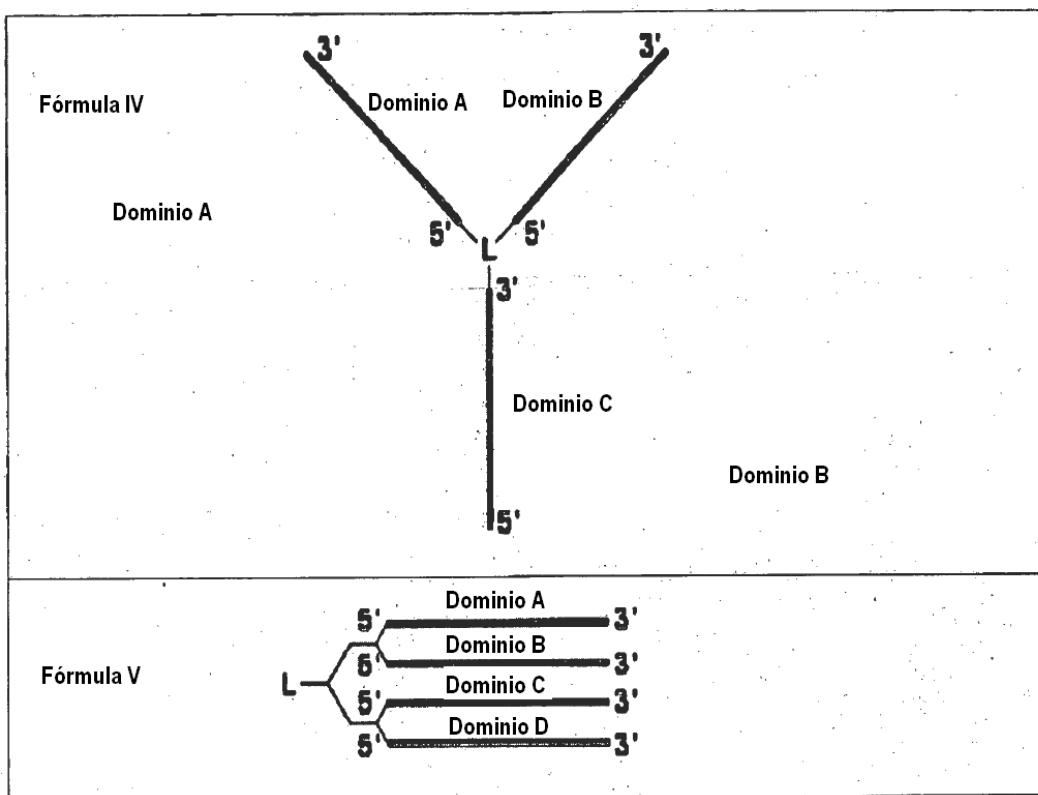 3' 3'
Dominio A Dominio B
Fórmula IV
Dominio A
5' 5'
L
3'
Dominio C
Dominio B
5'
Dominio A
5' 3'
Dominio B
6' 3'
Fórmula V
L
Dominio C
5' 3'
Dominio D
5' 3'